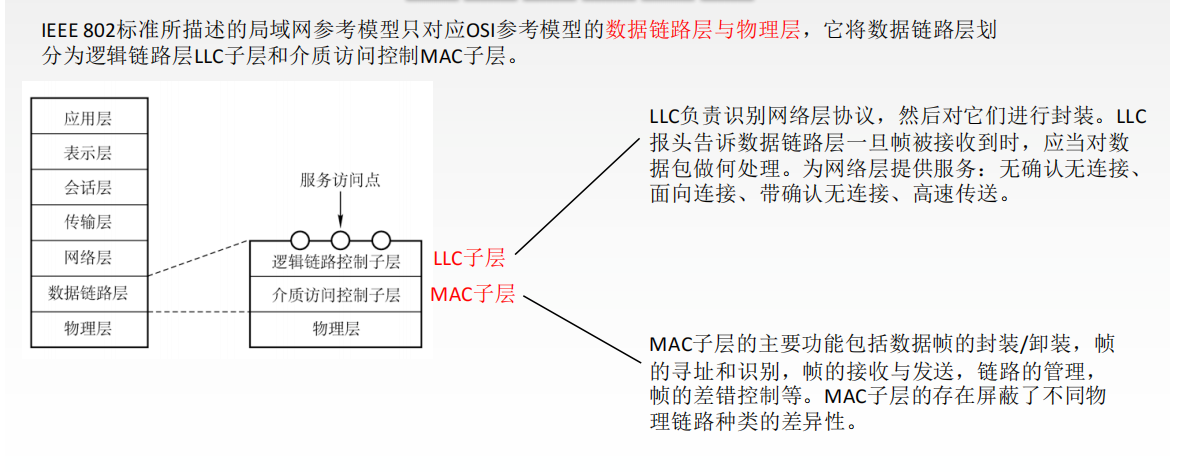 IEEE 802标准所描述的局域网参考模型只对应OSI参考模型的数据链路层与物理层，它将数据链路层划
分为逻辑链路层LLC子层和介质访问控制MAC子层。
应用层
表示层
会话层
传输层
网络层
数据链路层
物理层
服务访问点
逻辑链路控制子层
介质访问控制子层
物理层
LLC子层
MAC子层
LLC负责识别网络层协议，然后对它们进行封装。LLC
报头告诉数据链路层一旦帧被接收到时，应当对数
据包做何处理。为网络层提供服务：无确认无连接、
面向连接、带确认无连接、高速传送。
MAC子层的主要功能包括数据帧的封装/卸装，帧
的寻址和识别，帧的接收与发送，链路的管理，
帧的差错控制等。MAC子层的存在屏蔽了不同物
理链路种类的差异性。